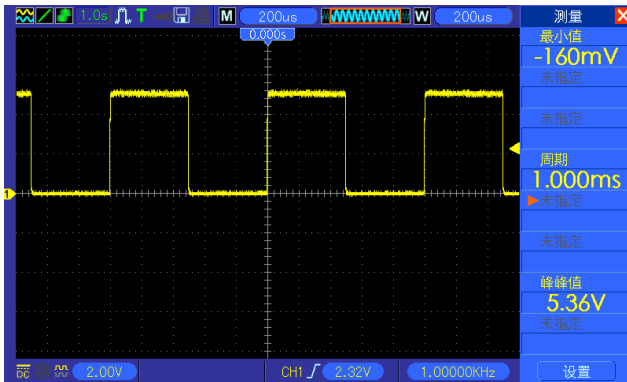 1.0s T M 200us W 200us 测量
0.000s
最小值
-160mV
未指定
未指定
周期
1.000ms
1
未指定
未指定
峰峰值
5.36V
未指定
DC 2.00V CH1 2.32V 1.00000KHz 设置